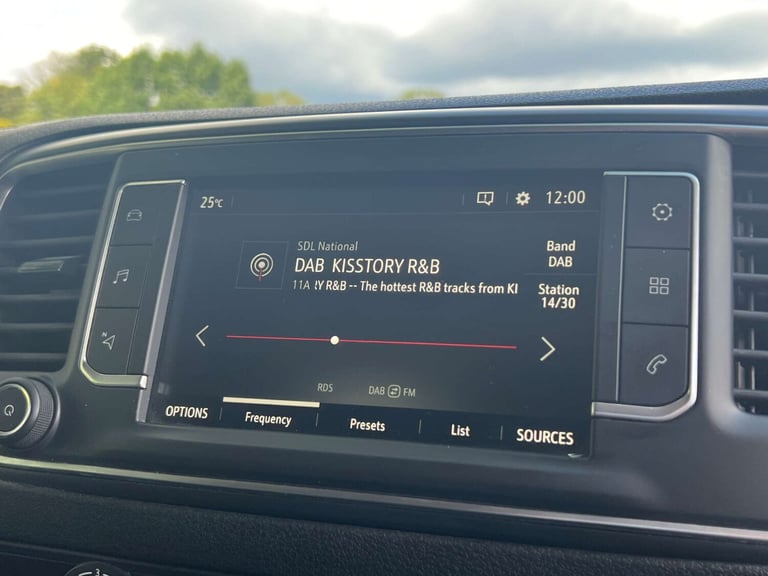 25°C
12:00
SDL National
DAB KISSTORY R&B
11A !Y R&B -- The hottest R&B tracks from KI
Band
DAB
Station
14/30
N
RDS
DAB FM
OPTIONS
Frequency
Presets
List
SOURCES
3